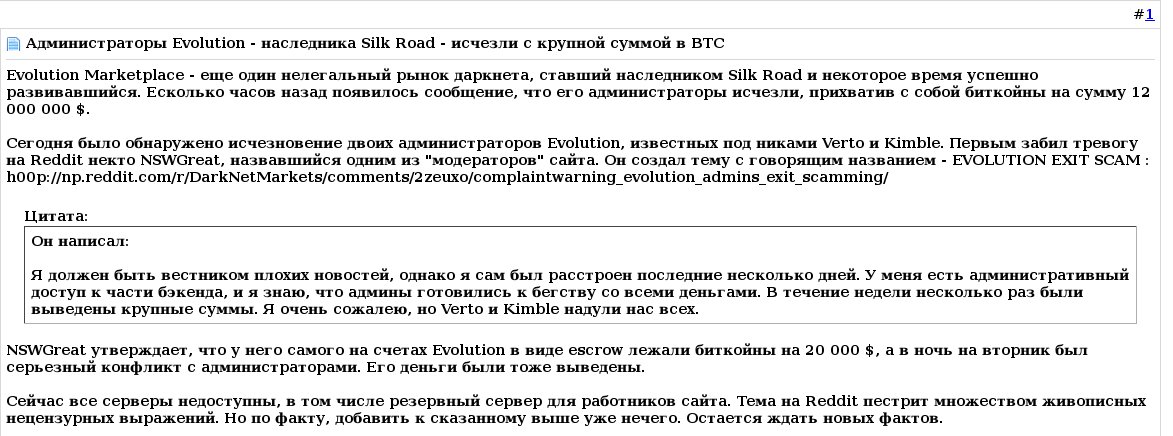 #1
Администраторы Evolution - наследника Silk Road - исчезли с крупной суммой в BTC
Evolution Marketplace - еще один нелегальный рынок даркнета, ставший наследником Silk Road и некоторое время успешно
развивавшийся. Есколько часов назад появилось сообщение, что его администраторы исчезли, прихватив с собой биткойны на сумму 12
000 000 $.
Сегодня было обнаружено исчезновение двоих администраторов Evolution, известных под никами Verto и Kimble. Первым забил тревогу
на Reddit некто NSWGreat, назвавшийся одним из "модераторов" сайта. Он создал тему с говорящим названием - EVOLUTION EXIT SCAM :
h00p://np.reddit.com/r/DarkNetMarkets/comments/2zeuxo/complaintwarning_evolution_admins_exit_scamming/
Цитата:
Он написал:
Я должен быть вестником плохих новостей, однако я сам был расстроен последние несколько дней. У меня есть административный
доступ к части бэкенда, и я знаю, что админы готовились к бегству со всеми деньгами. В течение недели несколько раз были
выведены крупные суммы. Я очень сожалею, но Verto и Kimble надули нас всех.
NSWGreat утверждает, что у него самого на счетах Evolution в виде escrow лежали биткойны на 20 000 $, а в ночь на вторник был
серьезный конфликт с администраторами. Его деньги были тоже выведены.
Сейчас все серверы недоступны, в том числе резервный сервер для работников сайта. Тема на Reddit пестрит множеством живописных
нецензурных выражений. Но по факту, добавить к сказанному выше уже нечего. Остается ждать новых фактов.